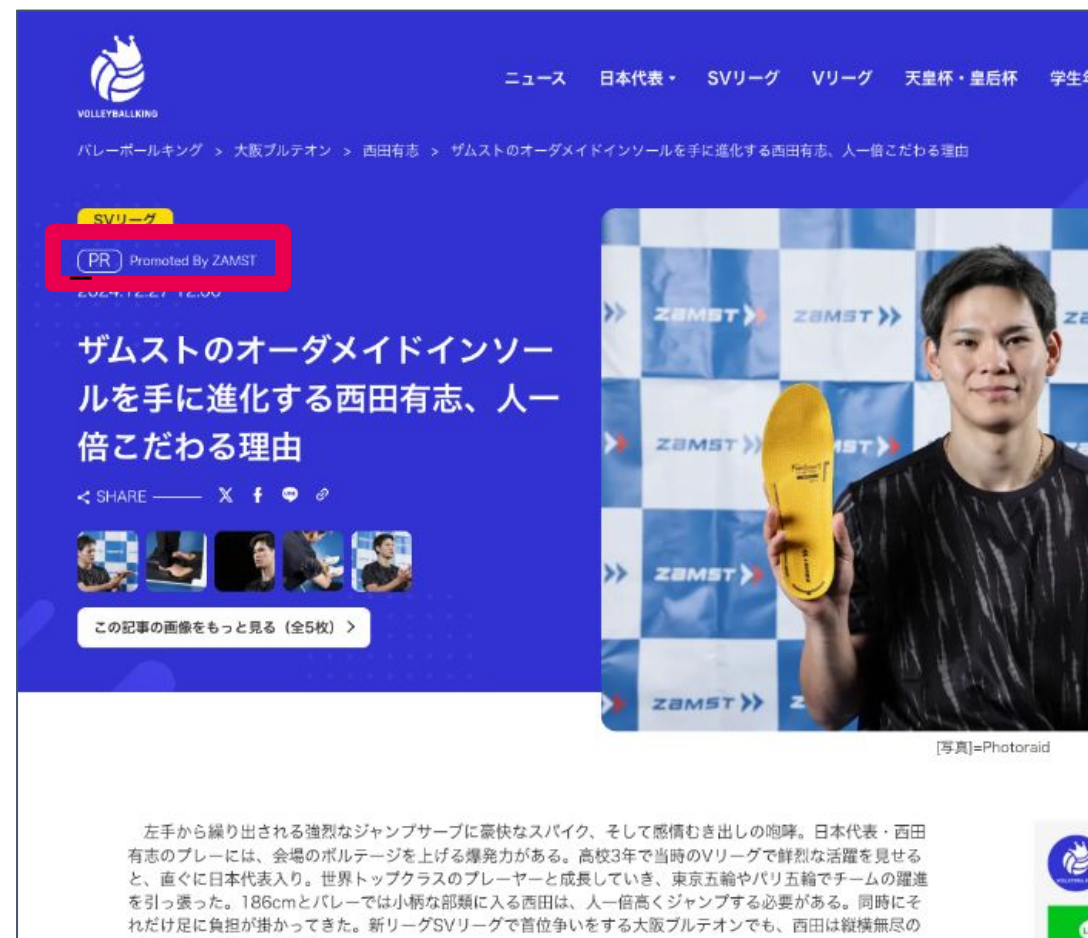 VOLLEYBALLKING
ニュース 日本代表 SVリーグ Vリーグ 天皇杯・皇后杯 学生
バレーボールキング > 大阪ブルテオン > 西田有志 > ザムストのオーダメイドインソールを手に進化する西田有志、人一倍こだわる理由
SVリーグ
PR Promoted By ZAMST
2024.12.27 12:00
ザムストのオーダメイドインソー
ルを手に進化する西田有志、人一
倍こだわる理由
SHARE
この記事の画像をもっと見る(全5枚)
ZAMST ZAMST
ZAMST
ZAMST
ZAMST
ZAMST
[写真]=Photoraid
左手から繰り出される強烈なジャンプサーブに豪快なスパイク、そして感情むき出しの咆哮。日本代表・西田
有志のプレーには、会場のボルテージを上げる爆発力がある。高校3年で当時のVリーグで鮮烈な活躍を見せる
と、直ぐに日本代表入り。世界トップクラスのプレーヤーと成長していき、東京五輪やパリ五輪でチームの躍進
を引っ張った。186cmとバレーでは小柄な部類に入る西田は、人一倍高くジャンプする必要がある。同時にそ
れだけ足に負担が掛かってきた。新リーグSVリーグで首位争いをする大阪ブルテオンでも、西田は縦横無尽の